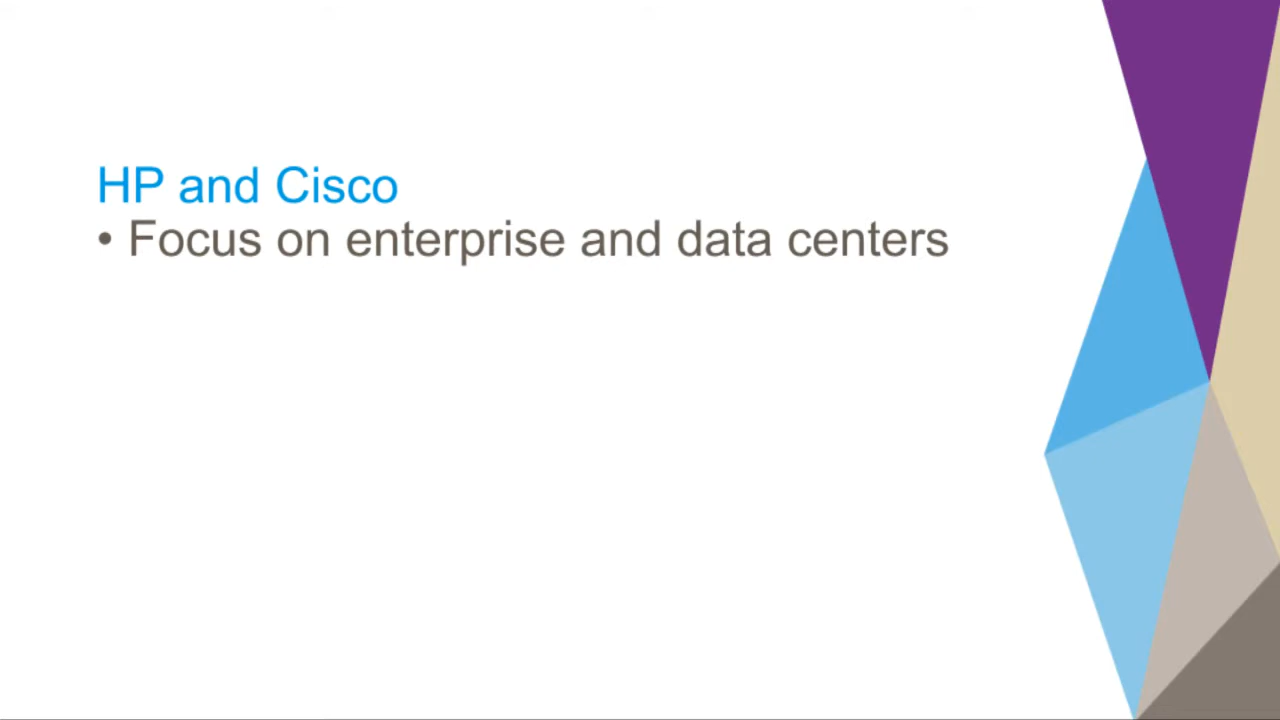 HP and Cisco
• Focus on enterprise and data centers